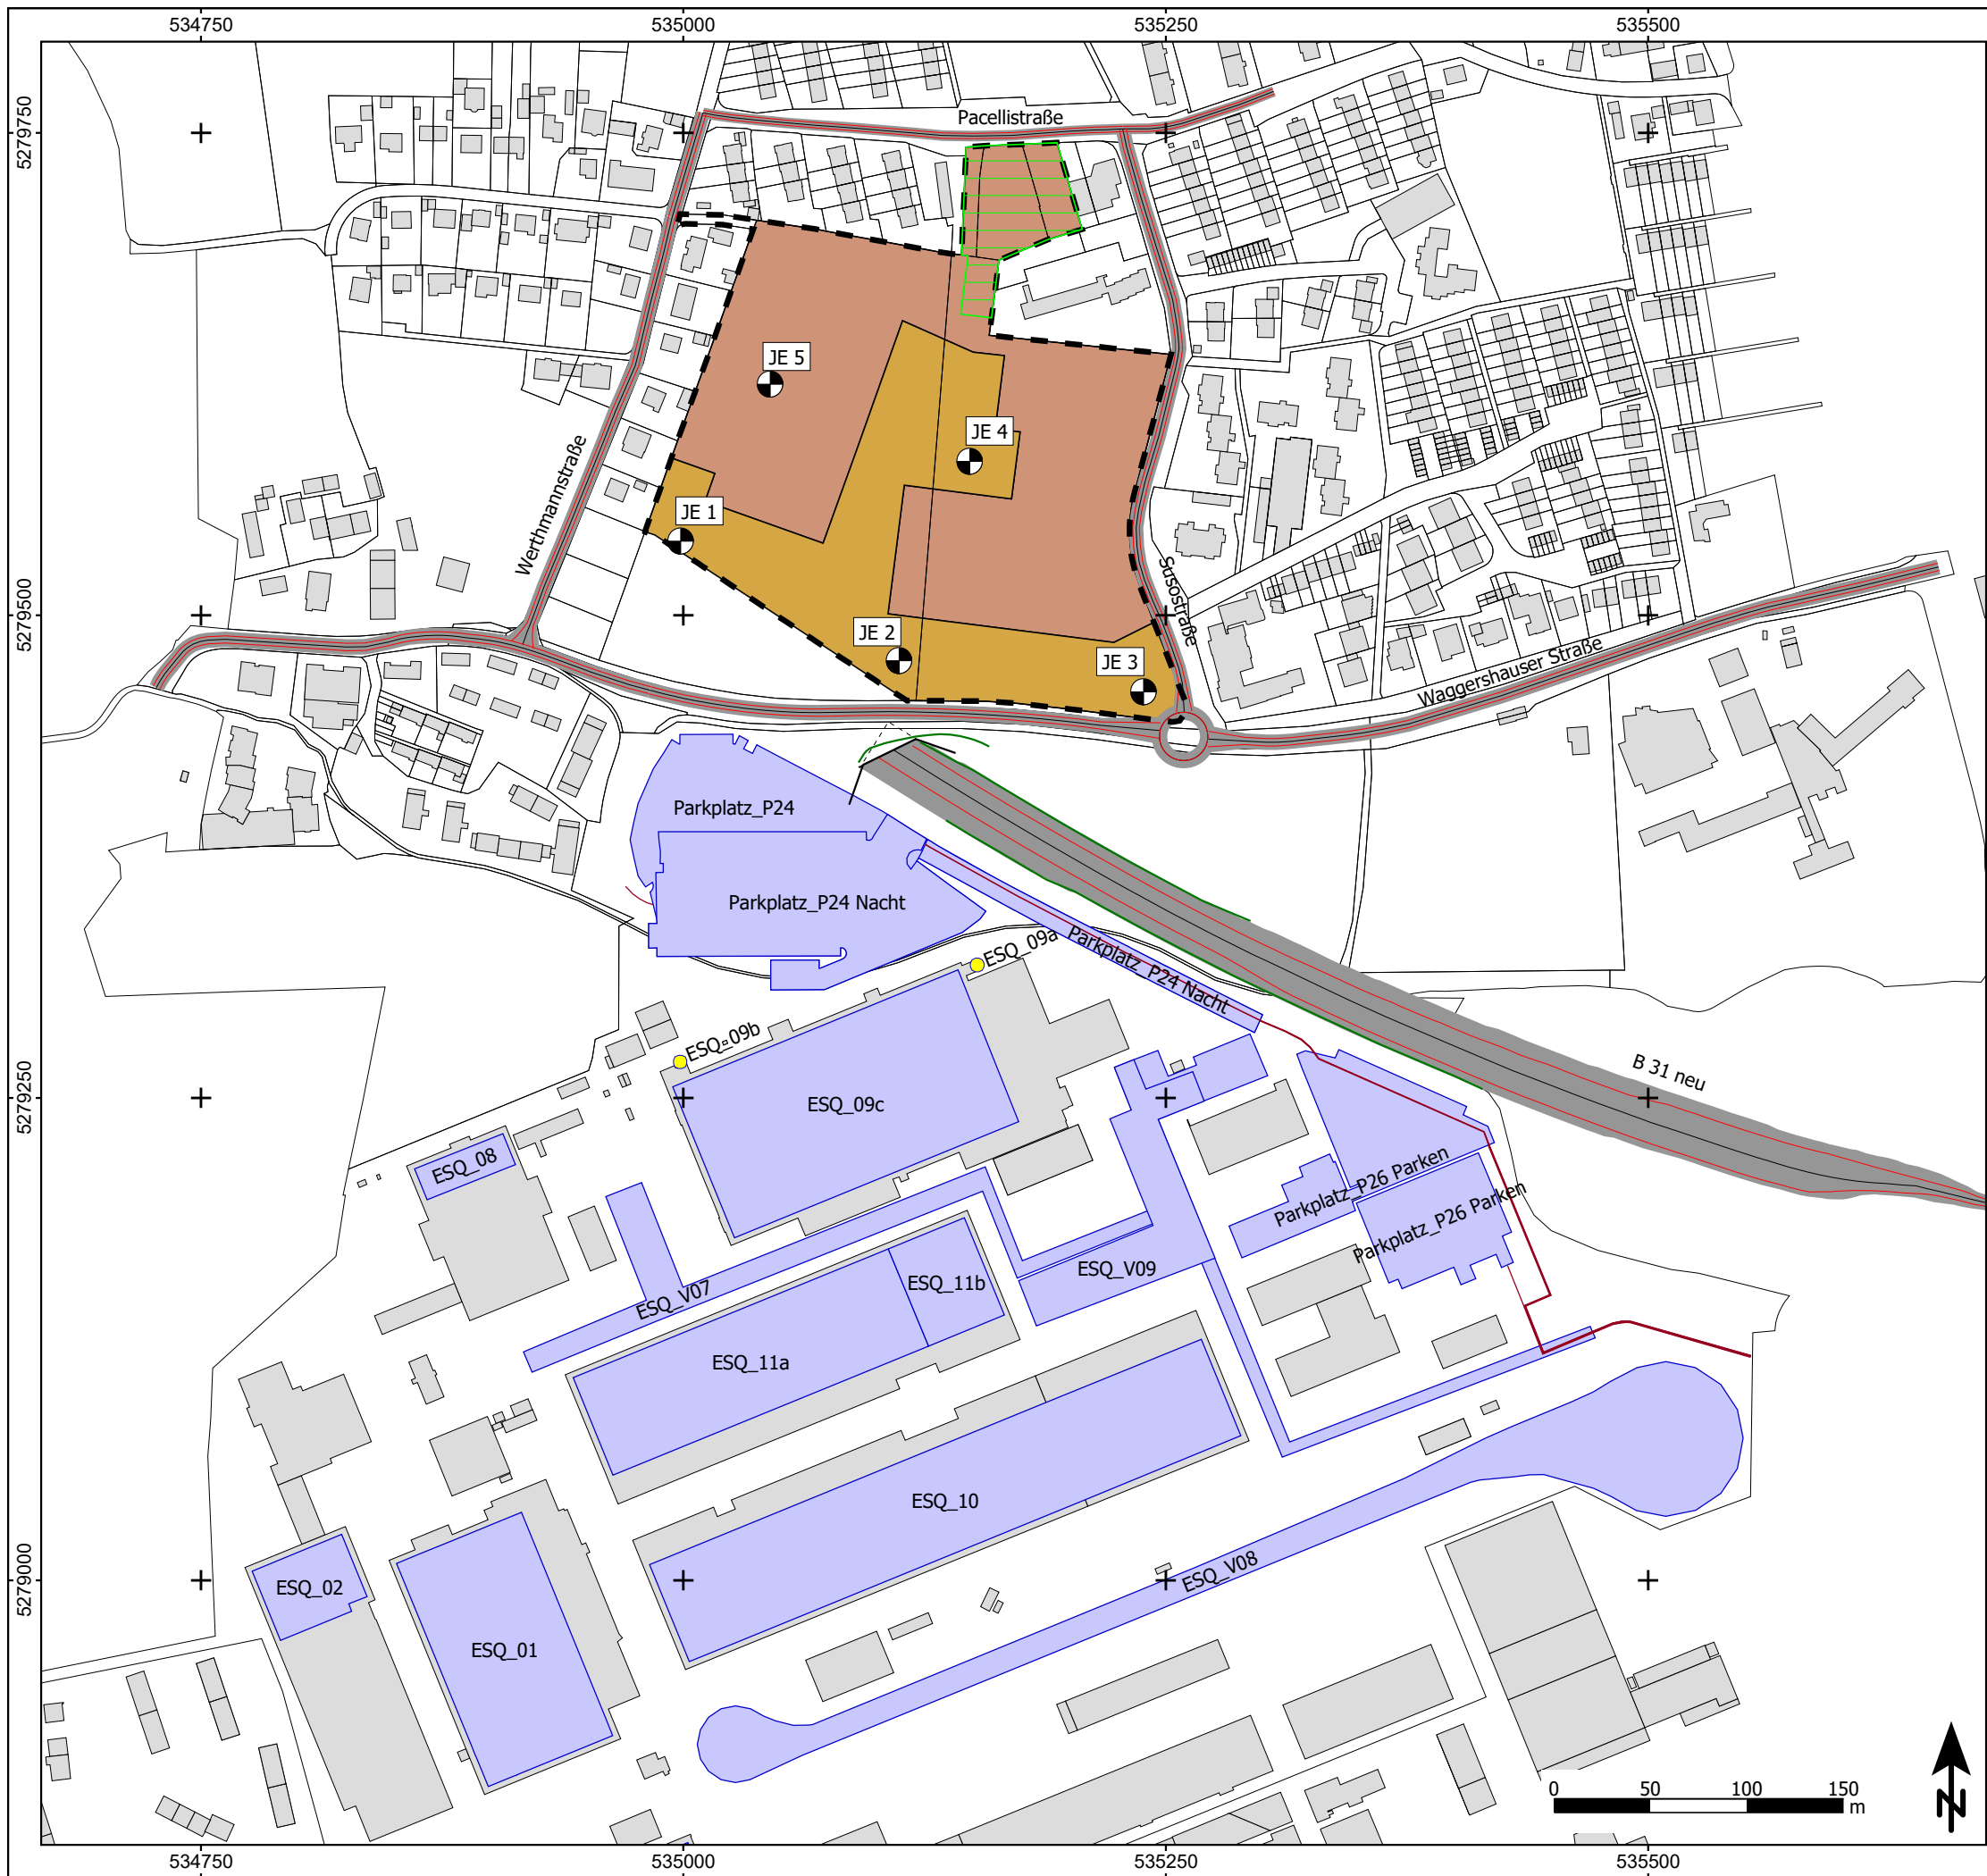 534750
535000
535250
535500
5279750
Pacellistraße
JE 5
JE 4
Werthmannstraße
JE 1
5279500
Susostraße
JE 2
JE 3
Waggershauser Straße
Parkplatz_P24
Parkplatz_P24 Nacht
ESQ_09a
Parkplatz_P24 Nacht
ESQ_09b
B 31 neu
5279250
ESQ_09c
ESQ_08
Parkplatz_P26 Parken
Parkplatz_P26 Parken
ESQ_V09
ESQ_11b
ESQ_V07
ESQ_11a
ESQ_10
5279000
ESQ_02
ESQ_V08
ESQ_01
0 50 100 150
m
N
534750
535000
535250
535500